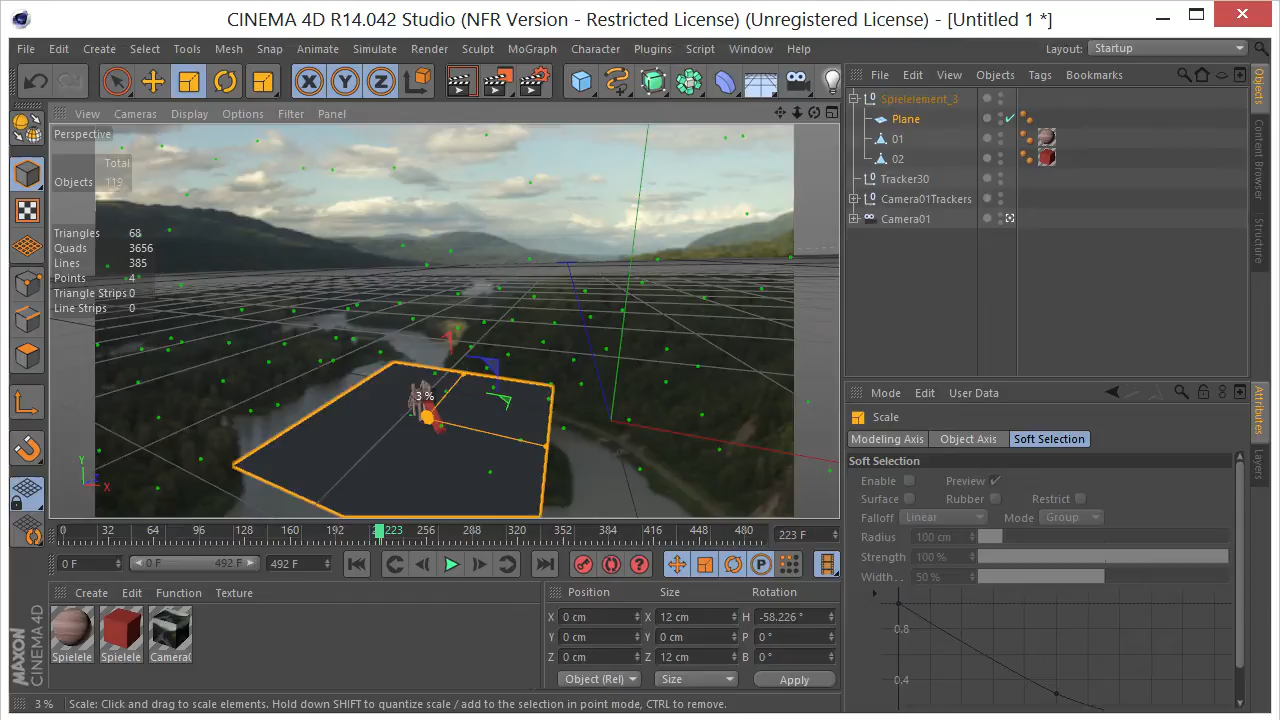 CINEMA 4D R14.042 Studio (NFR Version - Restricted License) (Unregistered License) - [Untitled 1 *]
File Edit Create Select Tools Mesh Snap Animate Simulate Render Sculpt MoGraph Character Plugins Script Window Help Layout: Startup
X Y Z
File Edit View Objects Tags Bookmarks
View Cameras Display Options Filter Panel
Perspective
Total
Objects 119
Triangles 68
Quads 3656
Lines 385
Points 4
Triangle Strips 0
Line Strips 0
3 %
Y
X
Spielelement_3
Plane
01
02
Tracker30
Camera01Trackers
Camera01
Objects
Content Browser
Structure
Mode Edit User Data
Scale
Modeling Axis Object Axis Soft Selection
Soft Selection
Enable Preview
Surface Rubber Restrict
Falloff Linear Mode Group
Radius 100 cm
Strength 100 %
Width . . 50 %
0.8
0.4
Attributes
Layers
0 32 64 96 128 160 192 223 256 288 320 352 384 416 448 480 223 F
0 F 0 F 492 F 492 F
P
Create Edit Function Texture
Spielele Spielele Camera(
MAXON
CINEMA 4D
Position Size Rotation
X 0 cm X 12 cm H -58.226 °
Y 0 cm Y 0 cm P 0 °
Z 0 cm Z 12 cm B 0 °
Object (Rel) Size Apply
3 % Scale: Click and drag to scale elements. Hold down SHIFT to quantize scale / add to the selection in point mode, CTRL to remove.